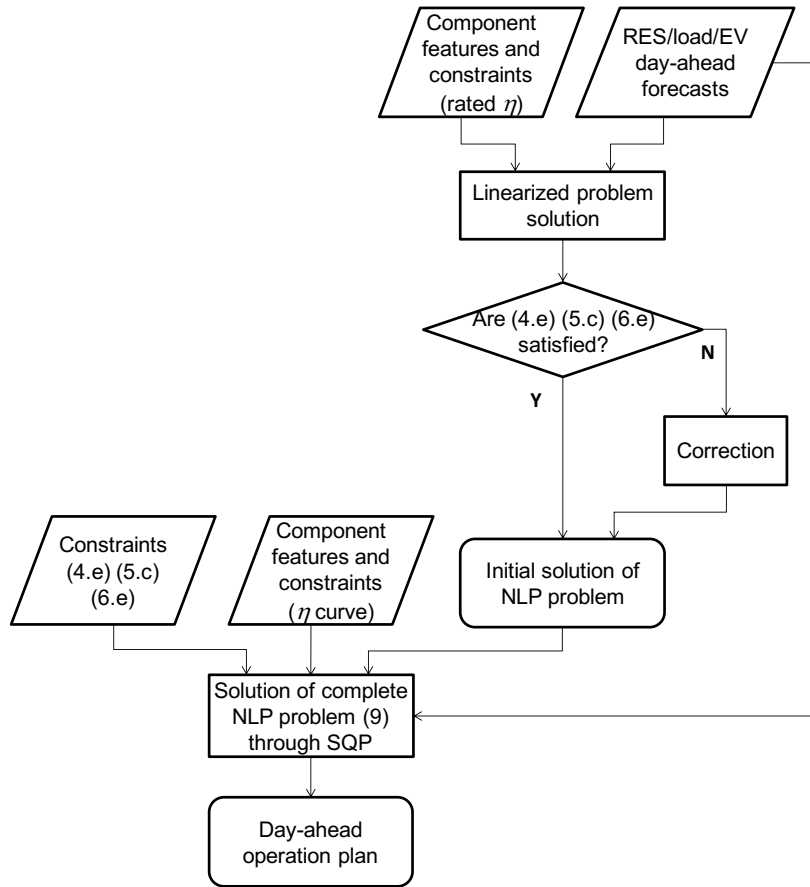 Component
features and
constraints
(rated η)
RES/load/EV
day-ahead
forecasts
Linearized problem
solution
Are (4.e) (5.c) (6.e)
satisfied?
N
Y
Correction
Constraints
(4.e) (5.c)
(6.e)
Component
features and
constraints
(η curve)
Initial solution of
NLP problem
Solution of complete
NLP problem (9)
through SQP
Day-ahead
operation plan